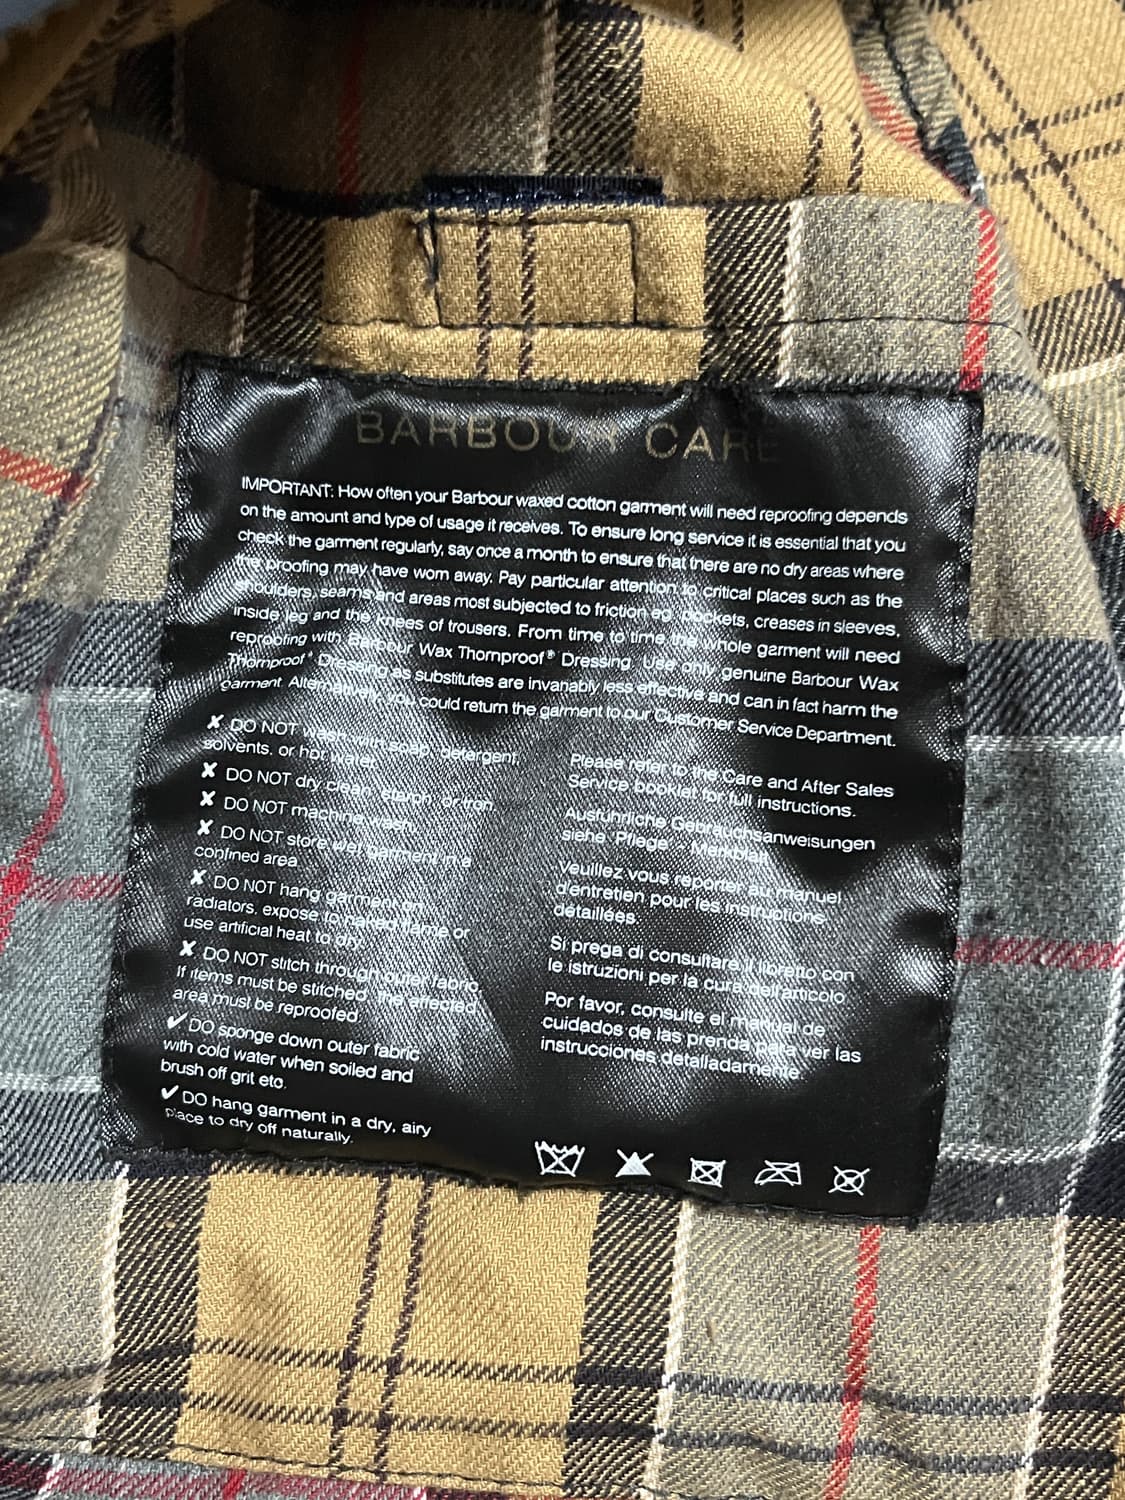 BARBOUR CARE
IMPORTANT: How often your Barbour waxed cotton garment will need reproofing depends
on the amount and type of usage it receives. To ensure long service it is essential that you
check the garment regularly, say once a month to ensure that there are no dry areas where
the proofing may have worn away. Pay particular attention to critical places such as the
shoulders, seams and areas most subjected to friction eg. pockets, creases in sleeves,
inside leg and the knees of trousers. From time to time the whole garment will need
reproofing with Barbour Wax Thornproof® Dressing. Use only genuine Barbour Wax
Thornproof® Dressing as substitutes are invariably less effective and can in fact harm the
garment. Alternatively, you could return the garment to our Customer Service Department.
✘ DO NOT wash with soap, detergent,
solvents, or hot water.
✘ DO NOT dry clean, starch, or iron.
✘ DO NOT machine wash.
✘ DO NOT store wet garment in a
confined area.
✘ DO NOT hang garment on
radiators, expose to naked flame or
use artificial heat to dry.
✘ DO NOT stitch through outer fabric.
If items must be stitched, the affected
area must be reproofed.
✔ DO sponge down outer fabric
with cold water when soiled and
brush off grit etc.
✔ DO hang garment in a dry, airy
place to dry off naturally.
Please refer to the Care and After Sales
Service booklet for full instructions.
Ausführliche Gebrauchsanweisungen
siehe 'Pflege' - Merkblatt
Veuillez vous reporter au manuel
d'entretien pour les instructions
détaillées.
Si prega di consultare il libretto con
le istruzioni per la cura dell'articolo
Por favor, consulte el manual de
cuidados de las prenda para ver las
instrucciones detalladamente